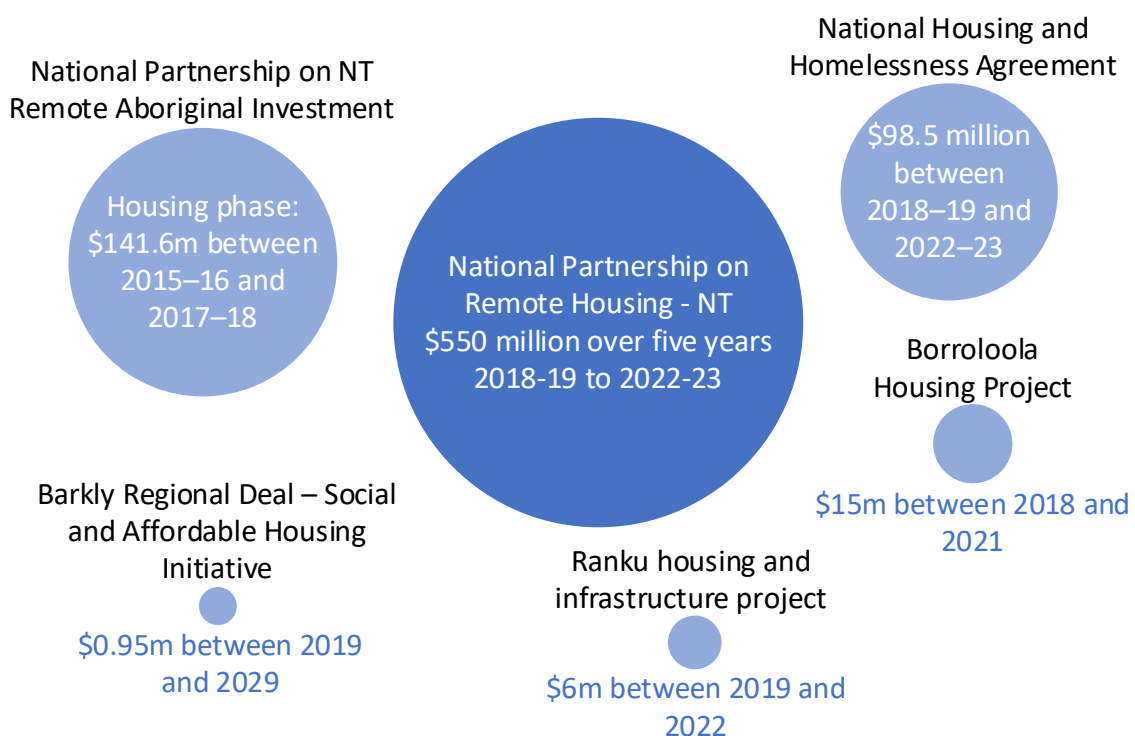 National Partnership on NT
Remote Aboriginal Investment
Housing phase:
$141.6m between
2015–16 and
2017–18
National Partnership on
Remote Housing - NT
$550 million over five years
2018-19 to 2022-23
National Housing and
Homelessness Agreement
$98.5 million
between
2018–19 and
2022–23
Borroloola
Housing Project
$15m between 2018 and
2021
Barkly Regional Deal – Social
and Affordable Housing
Initiative
$0.95m between 2019
and 2029
Ranku housing and
infrastructure project
$6m between 2019 and
2022